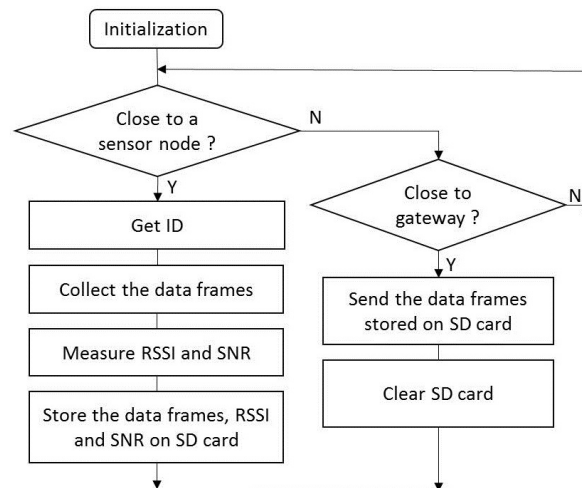 Initialization
Close to a
sensor node ?
N
Y
Get ID
Collect the data frames
Measure RSSI and SNR
Store the data frames, RSSI
and SNR on SD card
Close to
gateway ?
N
Y
Send the data frames
stored on SD card
Clear SD card